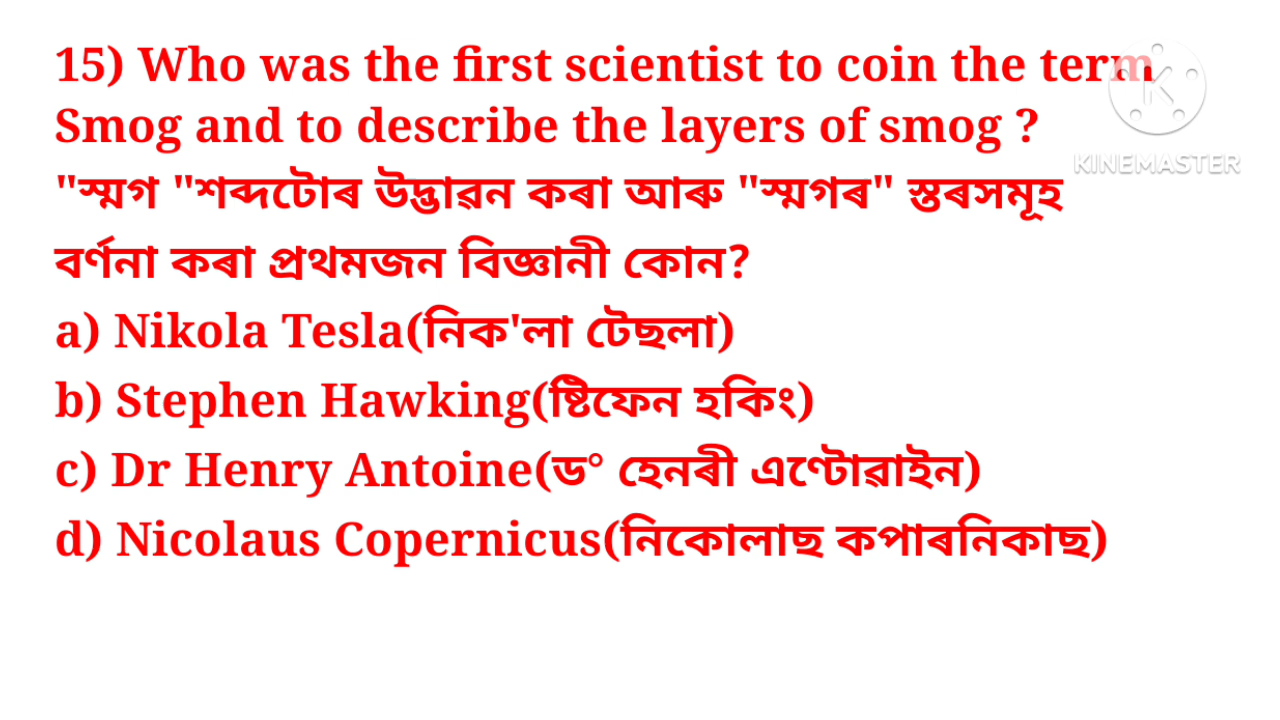 15) Who was the first scientist to coin the term
Smog and to describe the layers of smog ?
"স্মগ "শব্দটোৰ উদ্ভাৱন কৰা আৰু "স্মগৰ" স্তৰসমূহ
বৰ্ণনা কৰা প্ৰথমজন বিজ্ঞানী কোন?
a) Nikola Tesla(নিক'লা টেছলা)
b) Stephen Hawking(ষ্টিফেন হকিং)
c) Dr Henry Antoine(ড° হেনৰী এণ্টোৱাইন)
d) Nicolaus Copernicus(নিকোলাছ কপাৰনিকাছ)
KINEMASTER